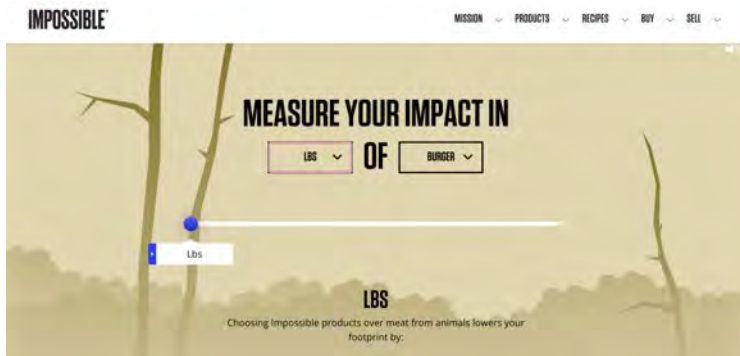 IMPOSSIBLE
MISSION PRODUCTS RECIPES BUY SELL
MEASURE YOUR IMPACT IN
LBS OF BURGER
Lbs
LBS
Choosing Impossible products over meat from animals lowers your
footprint by: